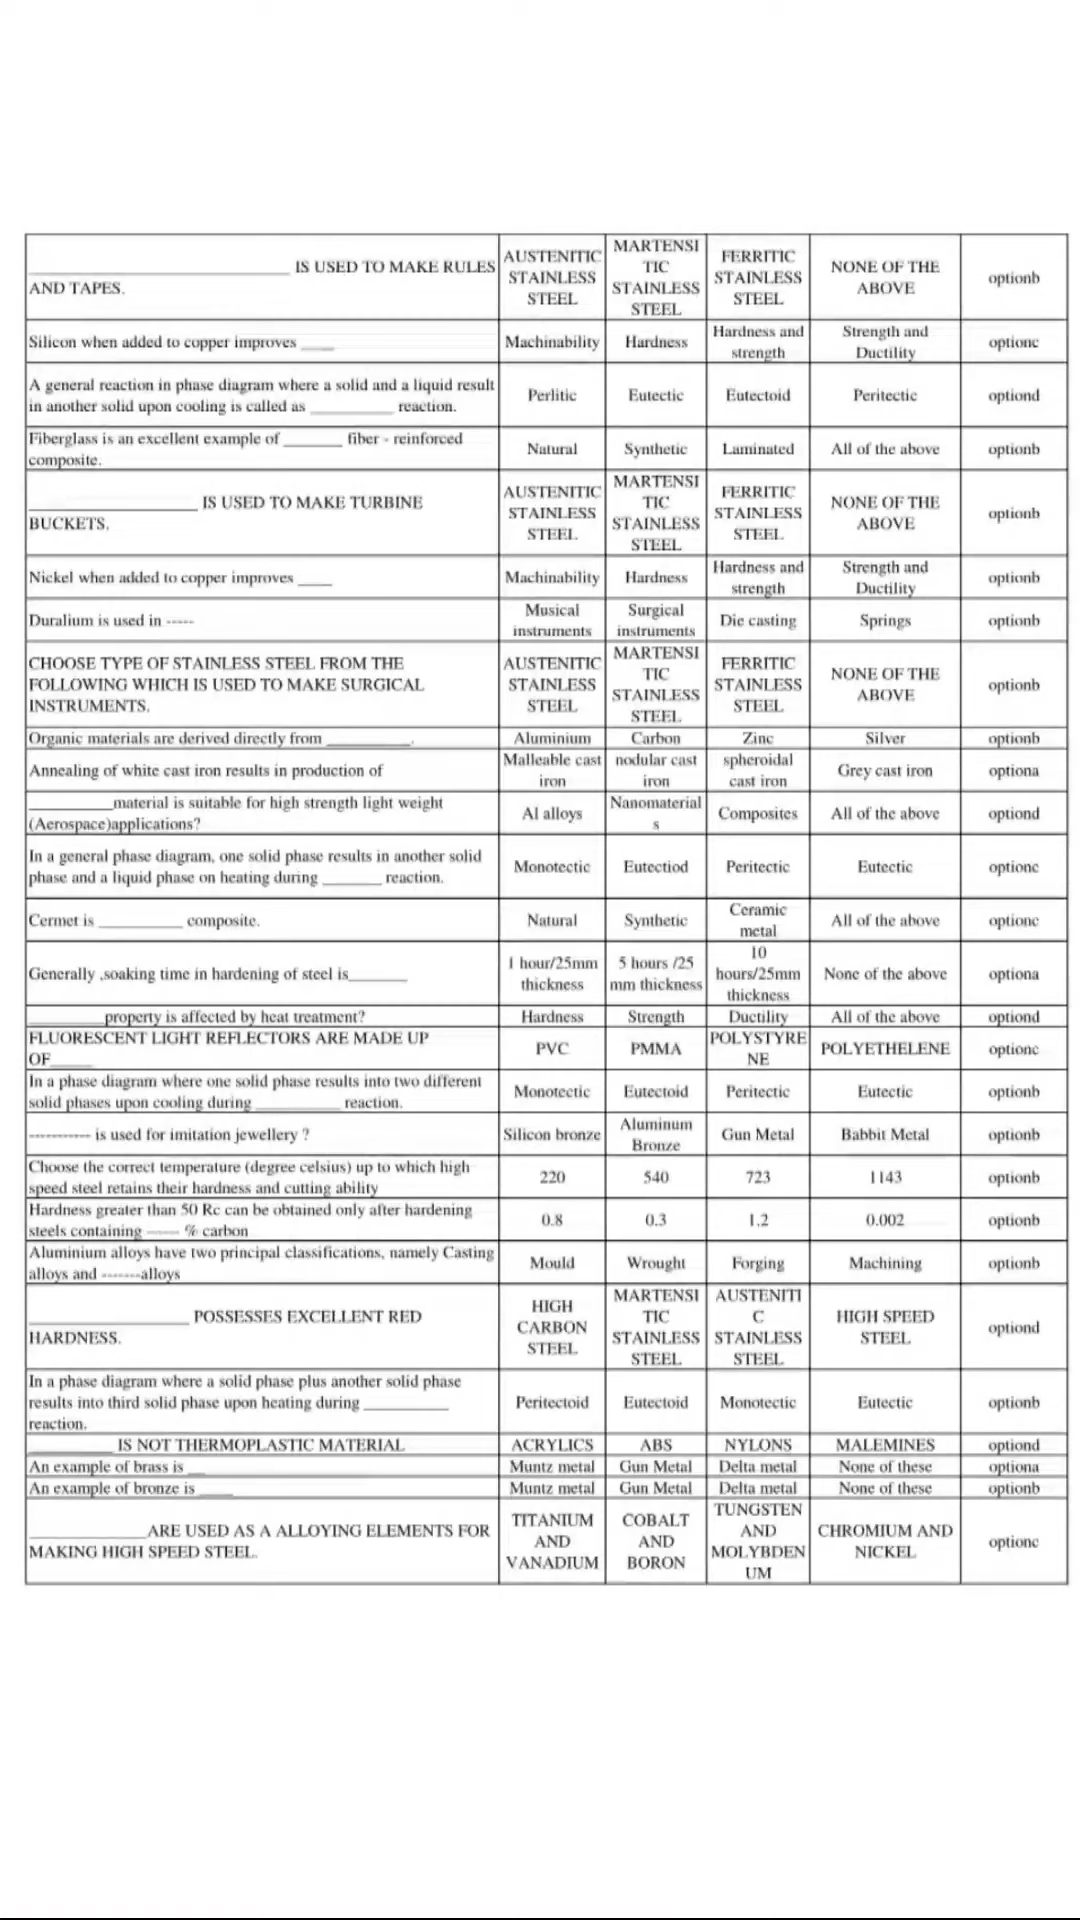 ____________ IS USED TO MAKE RULES AND TAPES. AUSTENITIC STAINLESS STEEL MARTENSITIC STAINLESS STEEL FERRITIC STAINLESS STEEL NONE OF THE ABOVE optionb
Silicon when added to copper improves ____ Machinability Hardness Hardness and strength Strength and Ductility optionc
A general reaction in phase diagram where a solid and a liquid result in another solid upon cooling is called as __________ reaction. Perlitic Eutectic Eutectoid Peritectic optiond
Fiberglass is an excellent example of _______ fiber - reinforced composite. Natural Synthetic Laminated All of the above optionb
____________ IS USED TO MAKE TURBINE BUCKETS. AUSTENITIC STAINLESS STEEL MARTENSITIC STAINLESS STEEL FERRITIC STAINLESS STEEL NONE OF THE ABOVE optionb
Nickel when added to copper improves ____ Machinability Hardness Hardness and strength Strength and Ductility optionb
Duralium is used in ----- Musical instruments Surgical instruments Die casting Springs optionb
CHOOSE TYPE OF STAINLESS STEEL FROM THE FOLLOWING WHICH IS USED TO MAKE SURGICAL INSTRUMENTS. AUSTENITIC STAINLESS STEEL MARTENSITIC STAINLESS STEEL FERRITIC STAINLESS STEEL NONE OF THE ABOVE optionb
Organic materials are derived directly from __________. Aluminium Carbon Zinc Silver optionb
Annealing of white cast iron results in production of Malleable cast iron nodular cast iron spheroidal cast iron Grey cast iron optiona
__________material is suitable for high strength light weight (Aerospace)applications? Al alloys Nanomaterials Composites All of the above optiond
In a general phase diagram, one solid phase results in another solid phase and a liquid phase on heating during _______ reaction. Monotectic Eutectiod Peritectic Eutectic optionc
Cermet is __________ composite. Natural Synthetic Ceramic metal All of the above optionc
Generally ,soaking time in hardening of steel is_______ 1 hour/25mm thickness 5 hours /25 mm thickness 10 hours/25mm thickness None of the above optiona
_________property is affected by heat treatment? Hardness Strength Ductility All of the above optiond
FLUORESCENT LIGHT REFLECTORS ARE MADE UP OF_____ PVC PMMA POLYSTYRENE POLYETHELENE optionc
In a phase diagram where one solid phase results into two different solid phases upon cooling during __________ reaction. Monotectic Eutectoid Peritectic Eutectic optionb
----------- is used for imitation jewellery ? Silicon bronze Aluminum Bronze Gun Metal Babbit Metal optionb
Choose the correct temperature (degree celsius) up to which high speed steel retains their hardness and cutting ability 220 540 723 1143 optionb
Hardness greater than 50 Rc can be obtained only after hardening steels containing ------ % carbon 0.8 0.3 1.2 0.002 optionb
Aluminium alloys have two principal classifications, namely Casting alloys and -------alloys Mould Wrought Forging Machining optionb
____________ POSSESSES EXCELLENT RED HARDNESS. HIGH CARBON STEEL MARTENSITIC STAINLESS STEEL AUSTENITIC STAINLESS STEEL HIGH SPEED STEEL optiond
In a phase diagram where a solid phase plus another solid phase results into third solid phase upon heating during __________ reaction. Peritectoid Eutectoid Monotectic Eutectic optionb
__________ IS NOT THERMOPLASTIC MATERIAL ACRYLICS ABS NYLONS MALEMINES optiond
An example of brass is __ Muntz metal Gun Metal Delta metal None of these optiona
An example of bronze is ____ Muntz metal Gun Metal Delta metal None of these optionb
____________ARE USED AS A ALLOYING ELEMENTS FOR MAKING HIGH SPEED STEEL. TITANIUM AND VANADIUM COBALT AND BORON TUNGSTEN AND MOLYBDENUM CHROMIUM AND NICKEL optionc